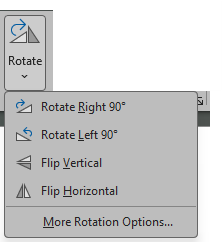 Rotate
Rotate Right 90°
Rotate Left 90°
Flip Vertical
Flip Horizontal
More Rotation Options...